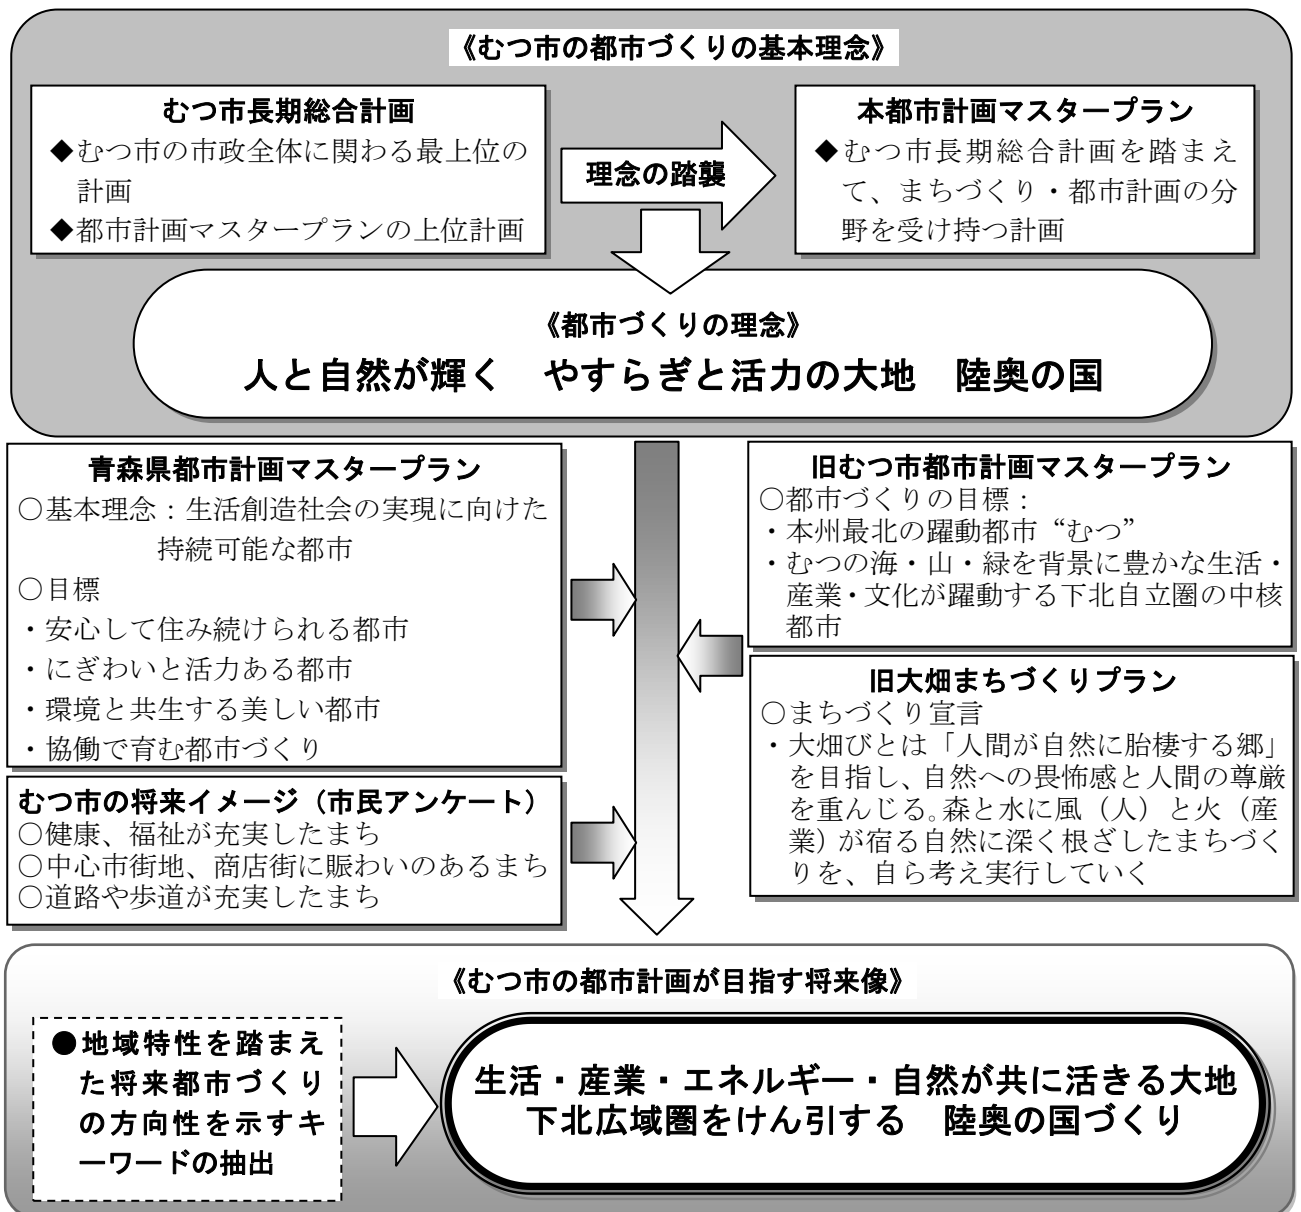 《むつ市の都市づくりの基本理念》
むつ市長期総合計画
◆むつ市の市政全体に関わる最上位の
計画
◆都市計画マスタープランの上位計画
理念の踏襲
本都市計画マスタープラン
◆むつ市長期総合計画を踏まえ
て、まちづくり・都市計画の分
野を受け持つ計画
《都市づくりの理念》
人と自然が輝く　やすらぎと活力の大地　陸奥の国
青森県都市計画マスタープラン
○基本理念：生活創造社会の実現に向けた
持続可能な都市
○目標
・安心して住み続けられる都市
・にぎわいと活力ある都市
・環境と共生する美しい都市
・協働で育む都市づくり
むつ市の将来イメージ（市民アンケート）
○健康、福祉が充実したまち
○中心市街地、商店街に賑わいのあるまち
○道路や歩道が充実したまち
旧むつ市都市計画マスタープラン
○都市づくりの目標：
・本州最北の躍動都市“むつ”
・むつの海・山・緑を背景に豊かな生活・
産業・文化が躍動する下北自立圏の中核
都市
旧大畑まちづくりプラン
○まちづくり宣言
・大畑びとは「人間が自然に胎棲する郷」
を目指し、自然への畏怖感と人間の尊厳
を重んじる。森と水に風（人）と火（産
業）が宿る自然に深く根ざしたまちづく
りを、自ら考え実行していく
《むつ市の都市計画が目指す将来像》
●地域特性を踏まえ
た将来都市づくり
の方向性を示すキ
ーワードの抽出
生活・産業・エネルギー・自然が共に活きる大地
下北広域圏をけん引する　陸奥の国づくり